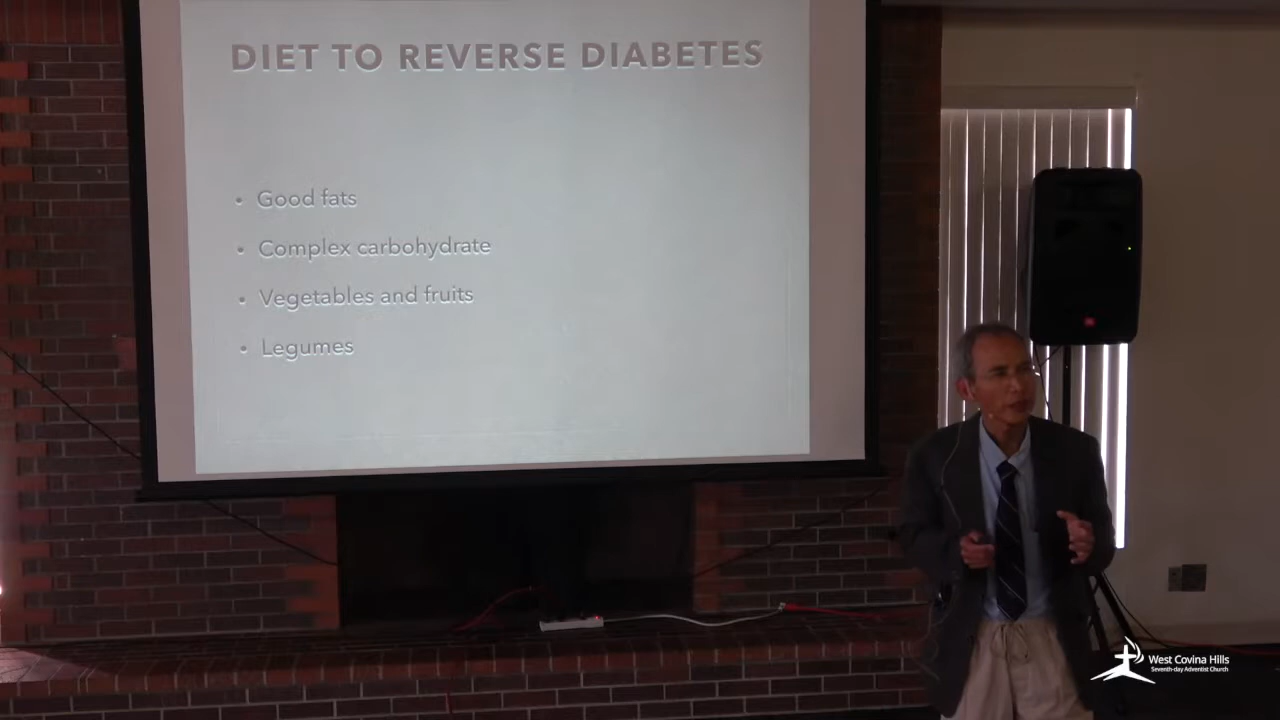 DIET TO REVERSE DIABETES
• Good fats
• Complex carbohydrate
• Vegetables and fruits
• Legumes
West Covina Hills
Seventh-day Adventist Church